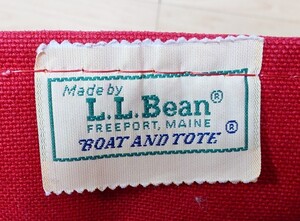 Made by
L.L.Bean®
FREEPORT, MAINE
BOAT AND TOTE®